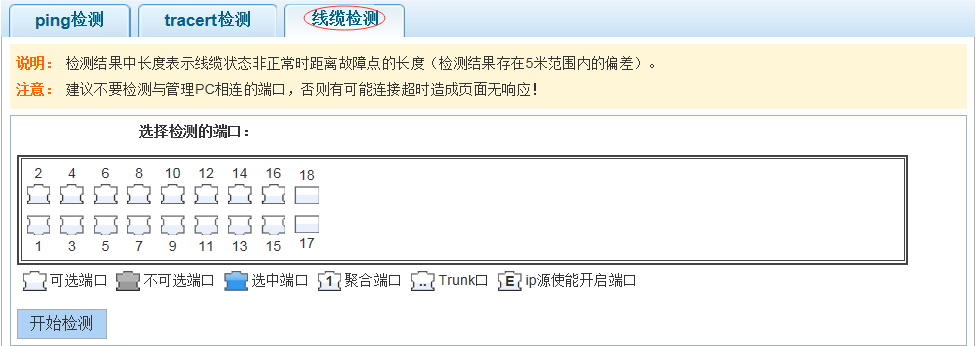 ping检测 tracert检测 线缆检测
说明： 检测结果中长度表示线缆状态非正常时距离故障点的长度（检测结果存在5米范围内的偏差）。
注意： 建议不要检测与管理PC相连的端口，否则有可能连接超时造成页面无响应！
选择检测的端口：
2 4 6 8 10 12 14 16 18
1 3 5 7 9 11 13 15 17
可选端口 不可选端口 选中端口 1 聚合端口 .. Trunk口 E ip源使能开启端口
开始检测